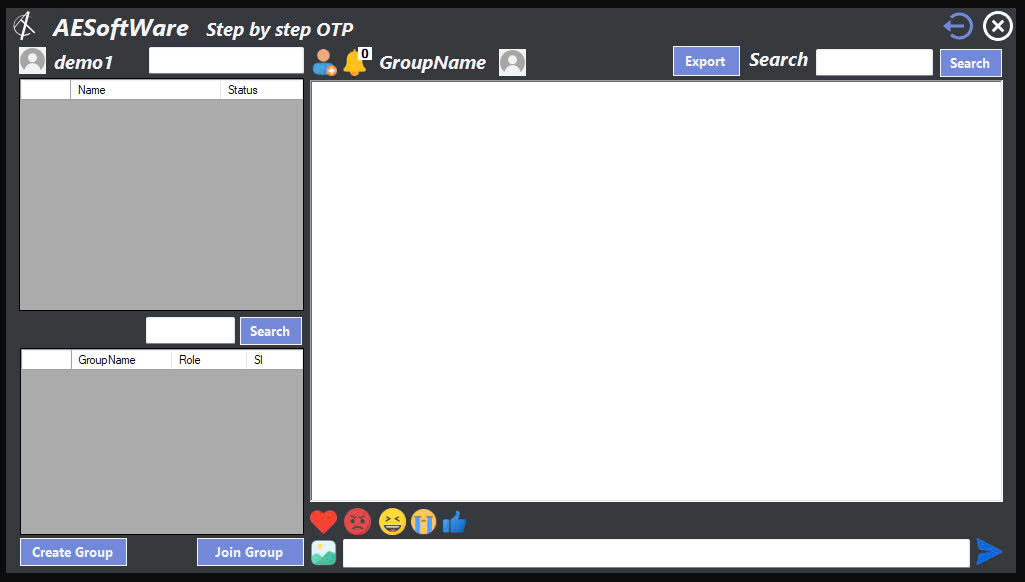 AESoftWare Step by step OTP
demo1 0 GroupName Export Search Search
Name Status
Search
GroupName Role Sl
Create Group Join Group